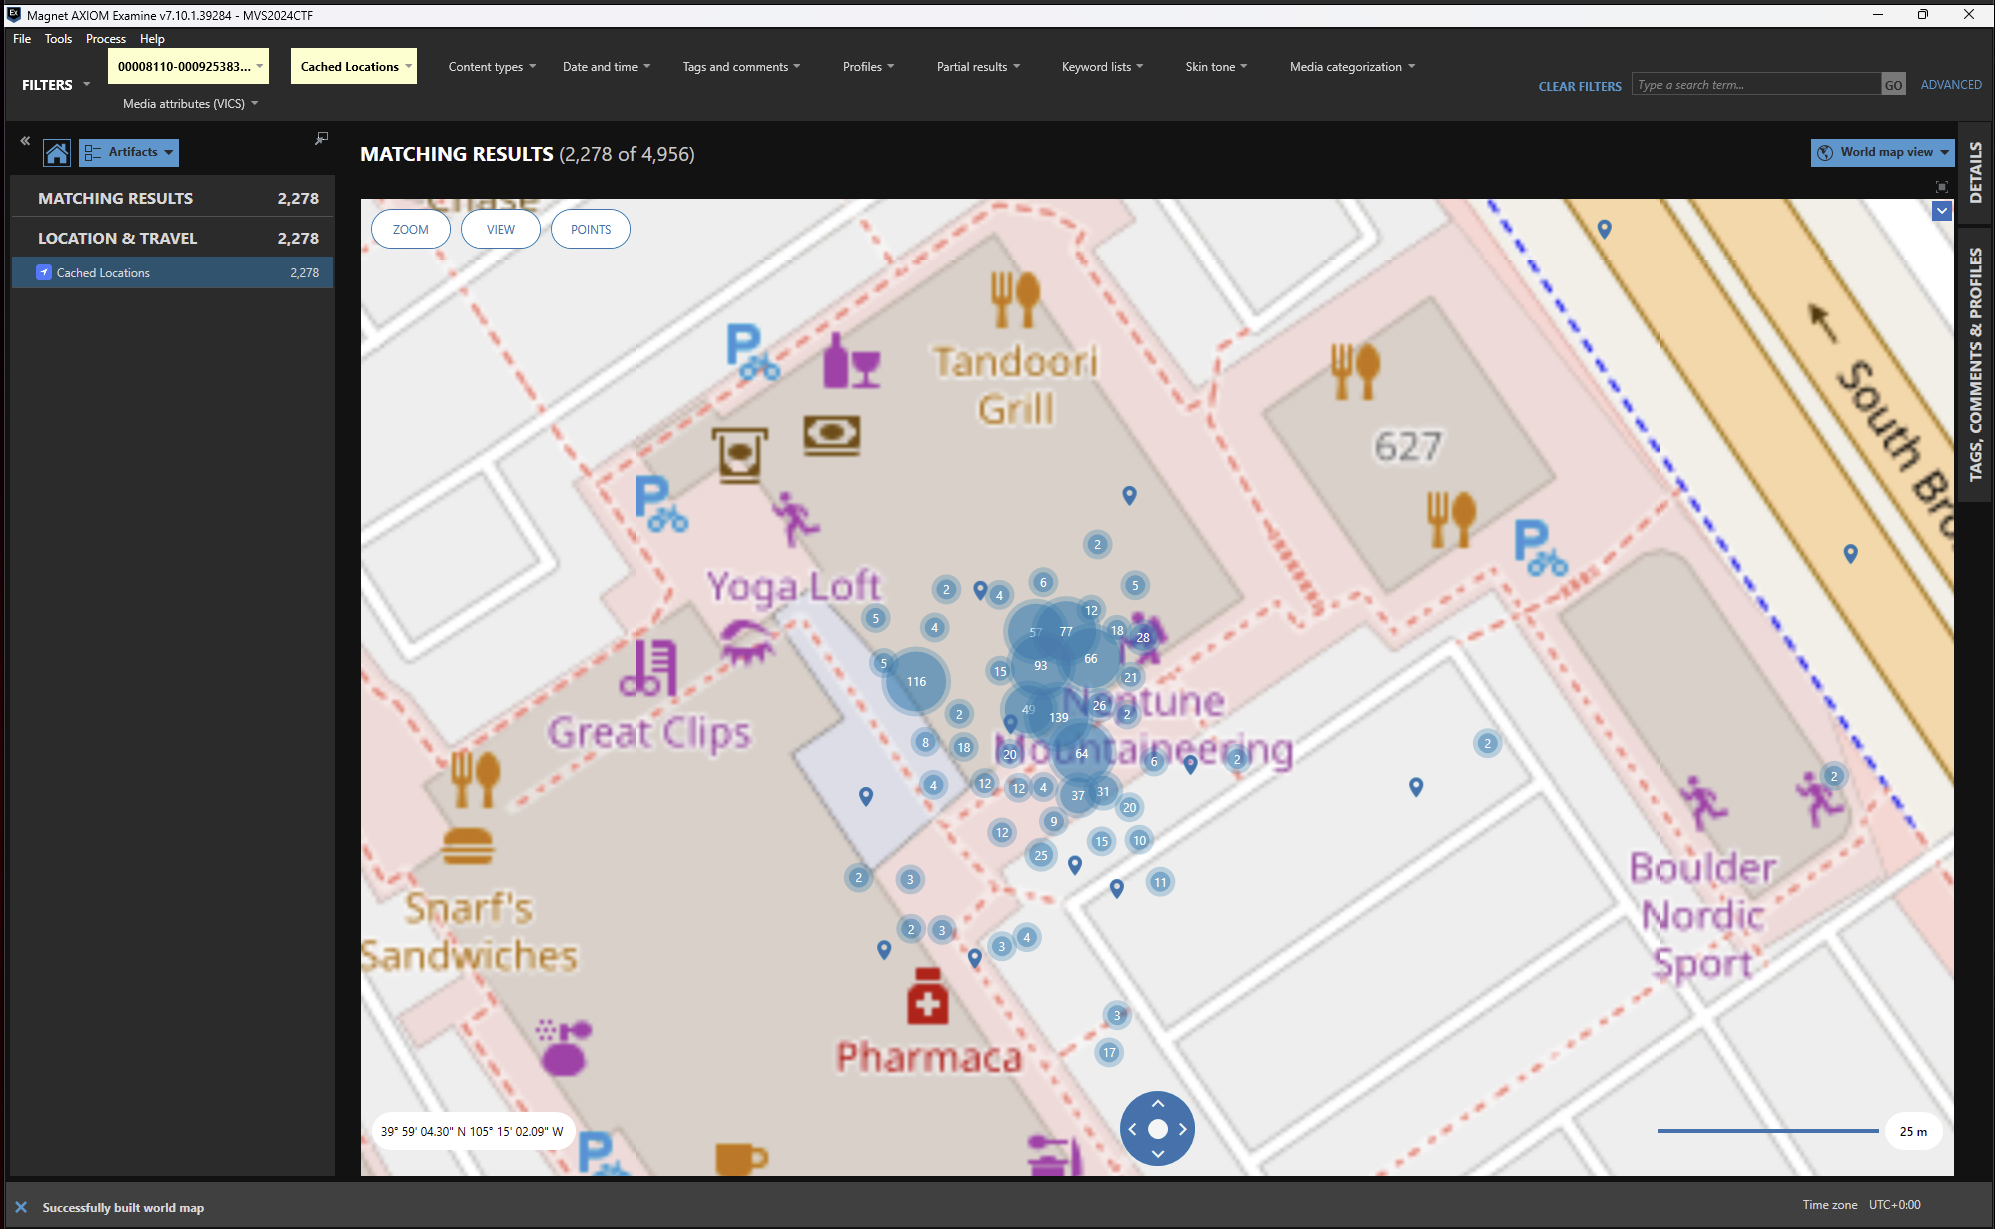 Magnet AXIOM Examine v7.10.1.39284 - MVS2024CTF
File Tools Process Help
FILTERS
00008110-000925383...
Cached Locations
Content types
Date and time
Tags and comments
Profiles
Partial results
Keyword lists
Skin tone
Media categorization
Media attributes (VICS)
CLEAR FILTERS
Type a search term...
GO
ADVANCED
Artifacts
MATCHING RESULTS 2,278
LOCATION & TRAVEL 2,278
Cached Locations 2,278
MATCHING RESULTS (2,278 of 4,956)
World map view
DETAILS
TAGS, COMMENTS & PROFILES
Chase
ZOOM
VIEW
POINTS
Tandoori
Grill
627
South Bro
P
P
P
Yoga Loft
Great Clips
Neptune
Mountaineering
Snarf's
Sandwiches
Pharmaca
Boulder
Nordic
Sport
P
2
2
4
6
5
5
4
12
57
77
18
28
5
116
15
93
66
21
2
49
139
26
2
8
18
20
64
6
2
2
4
12
12
4
37
31
20
2
12
9
15
10
25
2
3
11
2
3
3
4
3
17
39° 59' 04.30" N 105° 15' 02.09" W
25 m
Successfully built world map
Time zone UTC+0:00